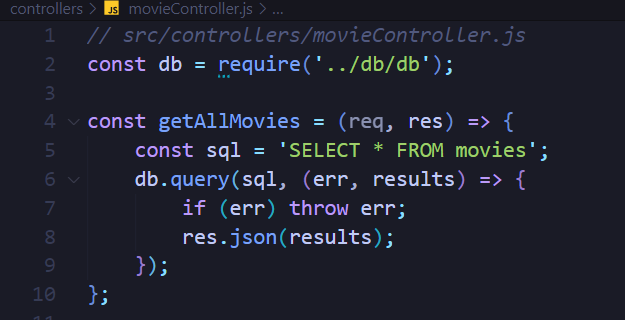 controllers > JS movieController.js > ...
1 // src/controllers/movieController.js
2 const db = require('../db/db');
3
4 const getAllMovies = (req, res) => {
5     const sql = 'SELECT * FROM movies';
6     db.query(sql, (err, results) => {
7         if (err) throw err;
8         res.json(results);
9     });
10 };
11